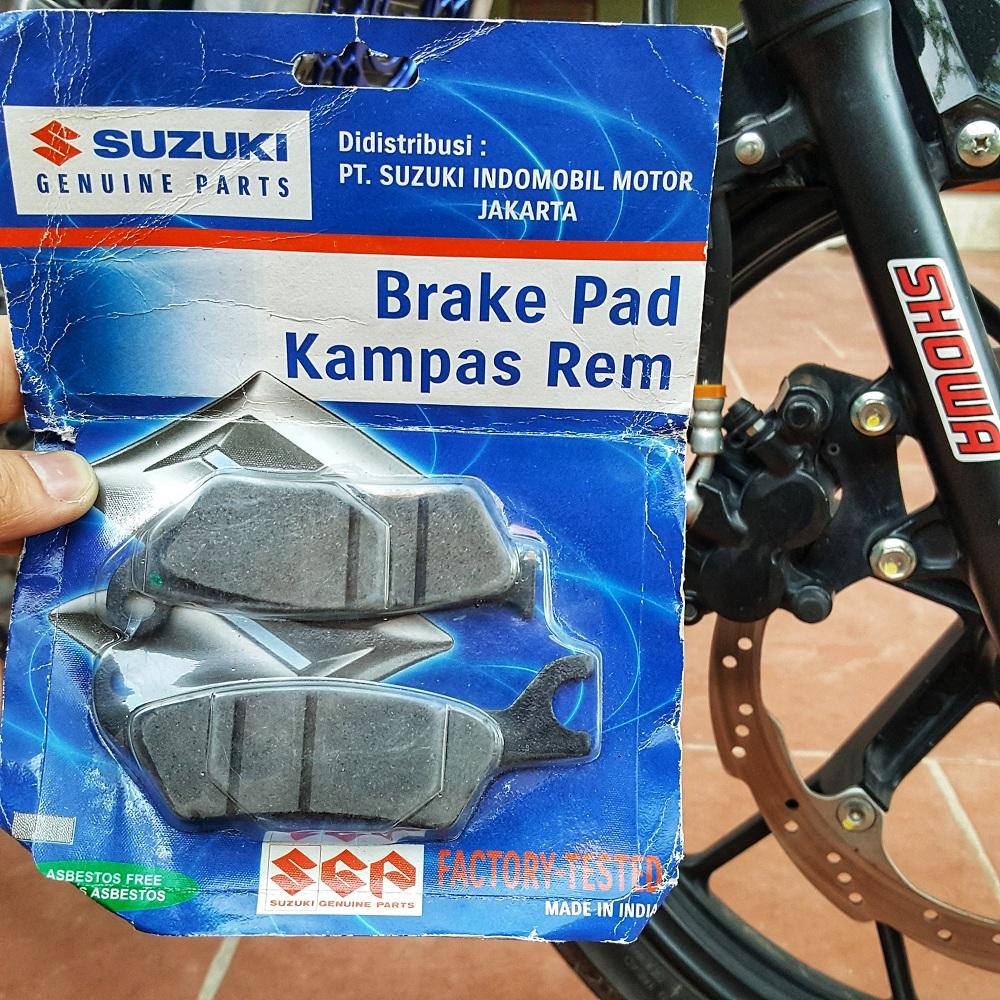 SUZUKI
GENUINE PARTS
Didistribusi :
PT. SUZUKI INDOMOBIL MOTOR
JAKARTA
Brake Pad
Kampas Rem
SHOWA
ASBESTOS FREE
ASBESTOS
SGP
SUZUKI GENUINE PARTS
FACTORY-TESTED
MADE IN INDIA